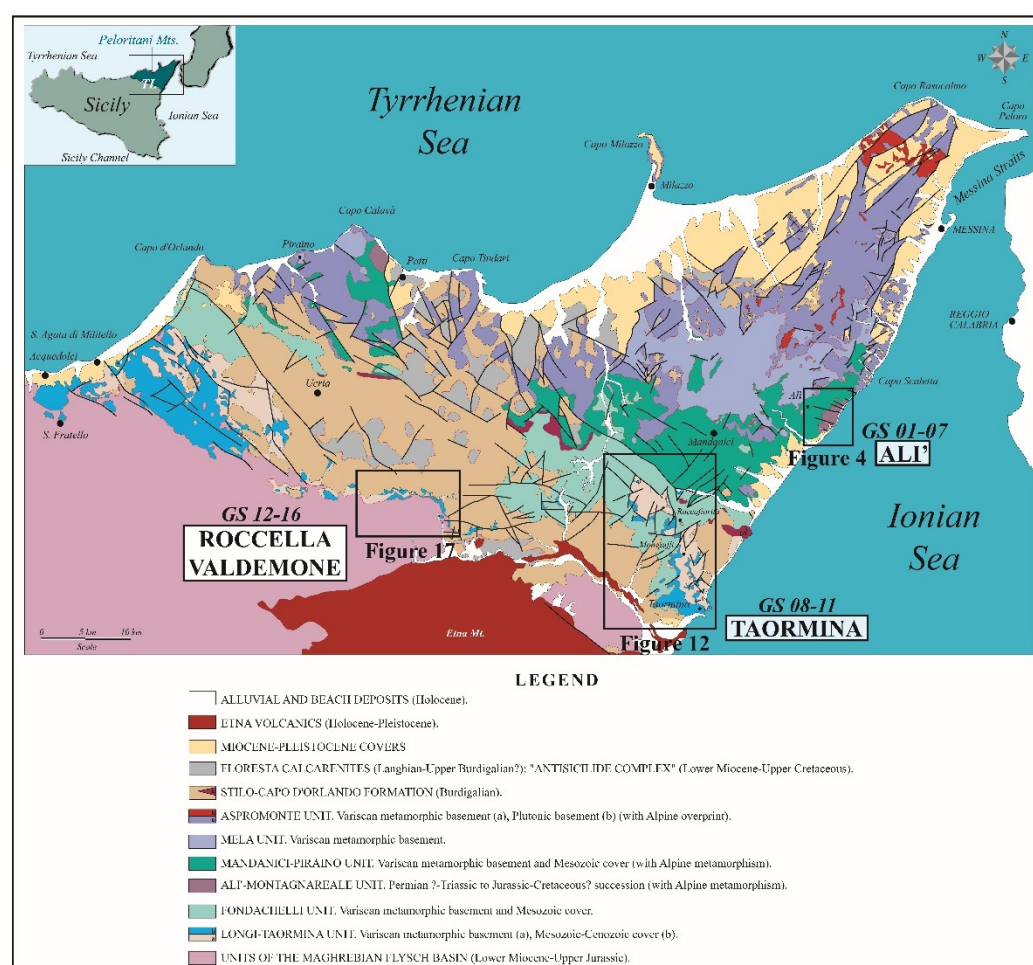 Peloritani Mts.
Tyrrhenian Sea
TL
Sicily
Ionian Sea
Sicily Channel
N
W
E
S
Tyrrhenian
Sea
Capo Rasocolmo
Capo
Peloro
Capo Milazzo
Milazzo
Messina Straits
MESSINA
Capo Calavà
Capo d'Orlando
Piraino
Patti
Capo Tindari
REGGIO
CALABRIA
S. Agata di Militello
Acquedolci
Capo Scaletta
Alì
Ucria
S. Fratello
Mandanici
GS 01-07
Figure 4
ALI'
Ionian
Sea
GS 12-16
ROCCELLA
VALDEMONE
Figure 17
Roccafiorita
Mongiuffi
Taormina
GS 08-11
TAORMINA
Figure 12
0 5 km 10 km
Scale
Etna Mt.
LEGEND
ALLUVIAL AND BEACH DEPOSITS (Holocene).
ETNA VOLCANICS (Holocene-Pleistocene).
MIOCENE-PLEISTOCENE COVERS
FLORESTA CALCARENITES (Langhian-Upper Burdigalian?); "ANTISICILIDE COMPLEX" (Lower Miocene-Upper Cretaceous).
STILO-CAPO D'ORLANDO FORMATION (Burdigalian).
ASPROMONTE UNIT. Variscan metamorphic basement (a), Plutonic basement (b) (with Alpine overprint).
MELA UNIT. Variscan metamorphic basement.
MANDANICI-PIRAINO UNIT. Variscan metamorphic basement and Mesozoic cover (with Alpine metamorphism).
ALI'-MONTAGNAREALE UNIT. Permian ?-Triassic to Jurassic-Cretaceous? succession (with Alpine metamorphism).
FONDACHELLI UNIT. Variscan metamorphic basement and Mesozoic cover.
LONGI-TAORMINA UNIT. Variscan metamorphic basement (a), Mesozoic-Cenozoic cover (b).
UNITS OF THE MAGHREBIAN FLYSCH BASIN (Lower Miocene-Upper Jurassic).